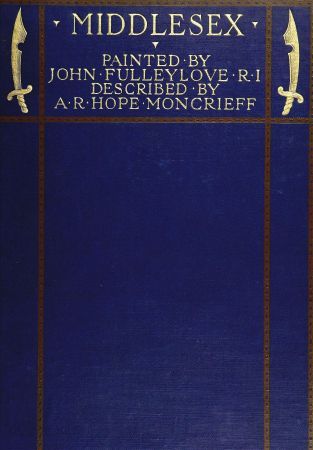 MIDDLESEX
PAINTED·BY
JOHN·FULLEYLOVE·R·I
DESCRIBED·BY
A·R·HOPE·MONCRIEFF